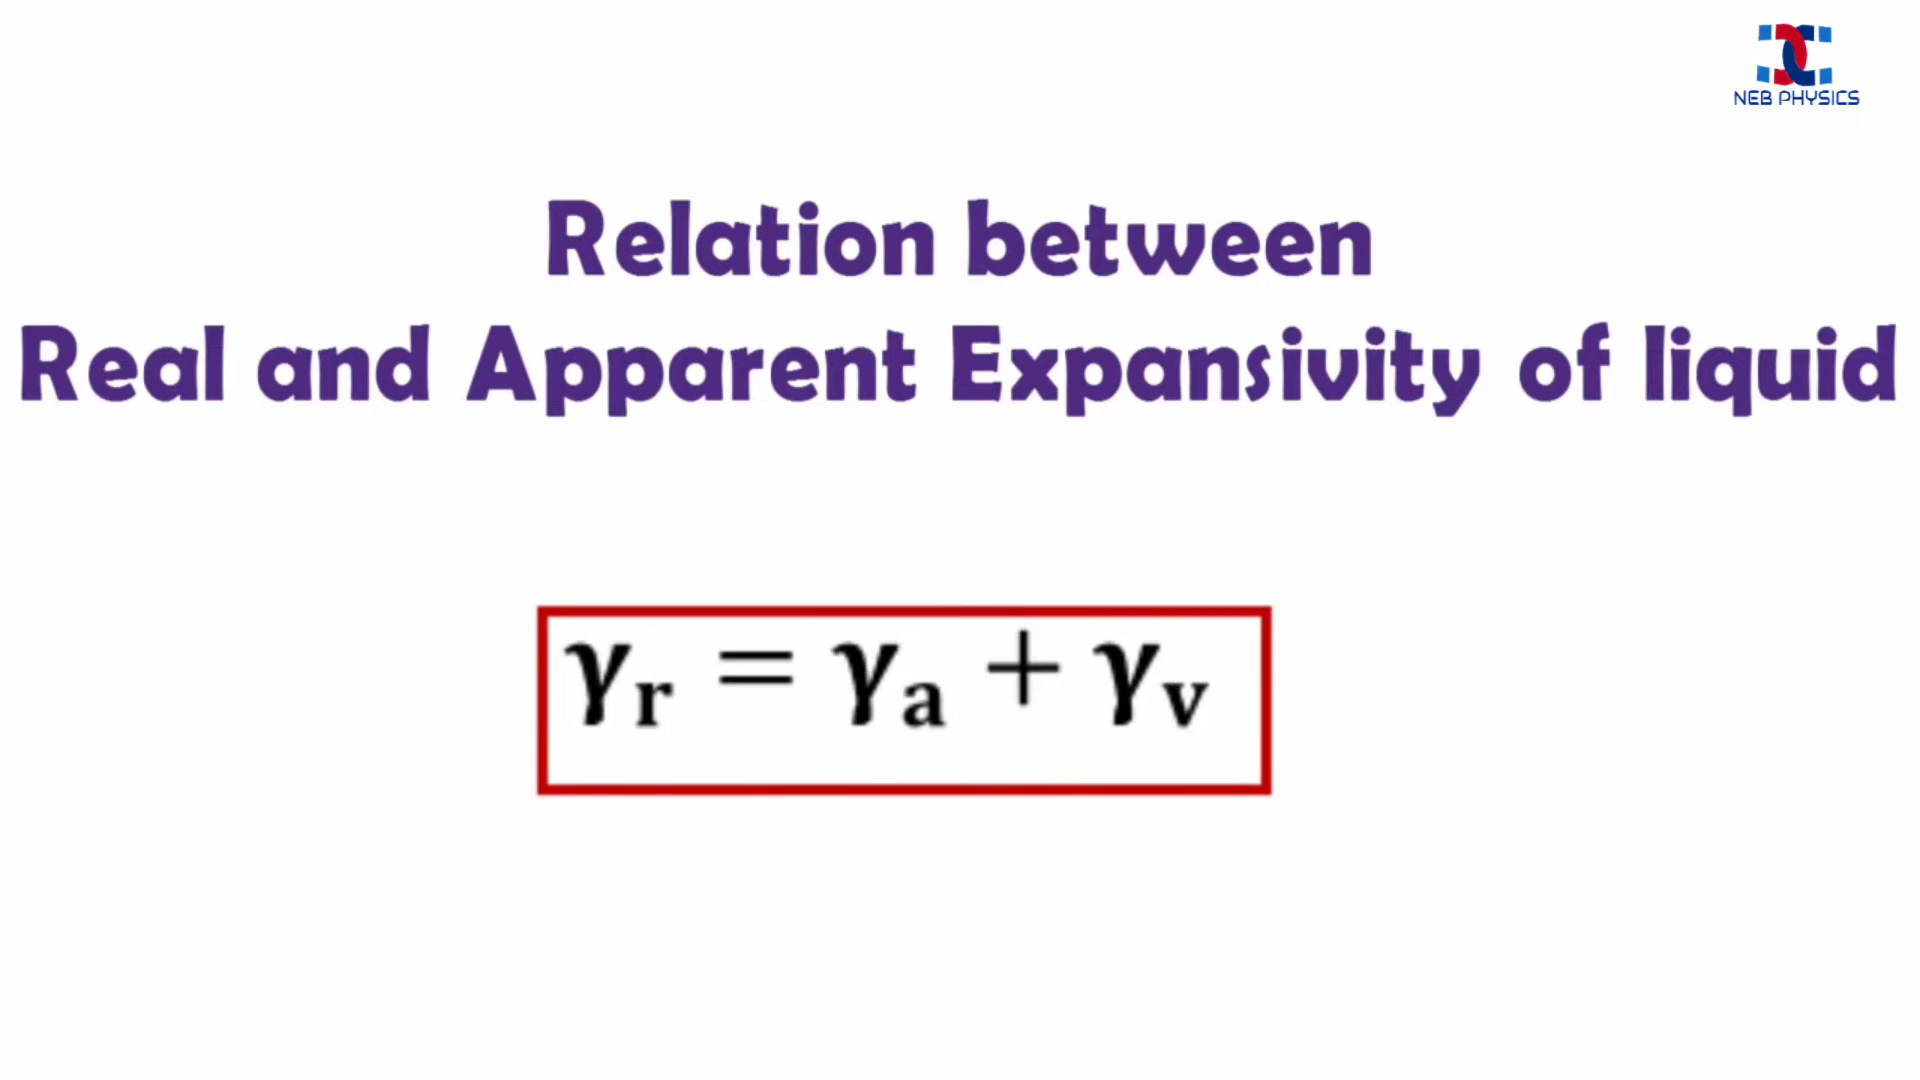 NEB PHYSICS
Relation between
Real and Apparent Expansivity of liquid
γr = γa + γv